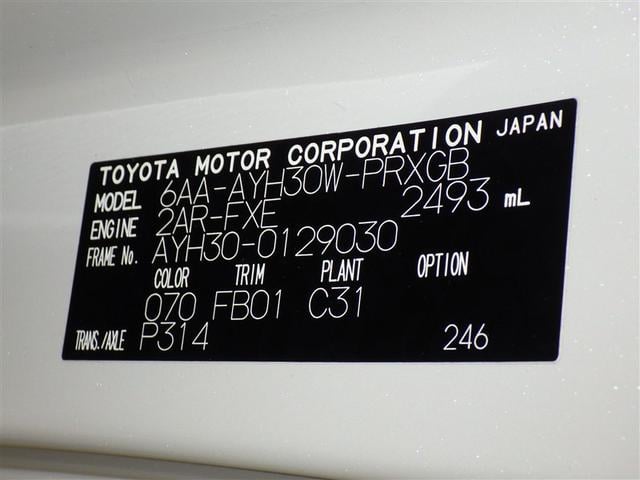 TOYOTA MOTOR CORPORATION JAPAN
MODEL 6AA-AYH30W-PRXGB
ENGINE 2AR-FXE 2493 mL
FRAME No. AYH30-0129030
COLOR TRIM PLANT OPTION
070 FB01 C31
TRANS./AXLE P314 246